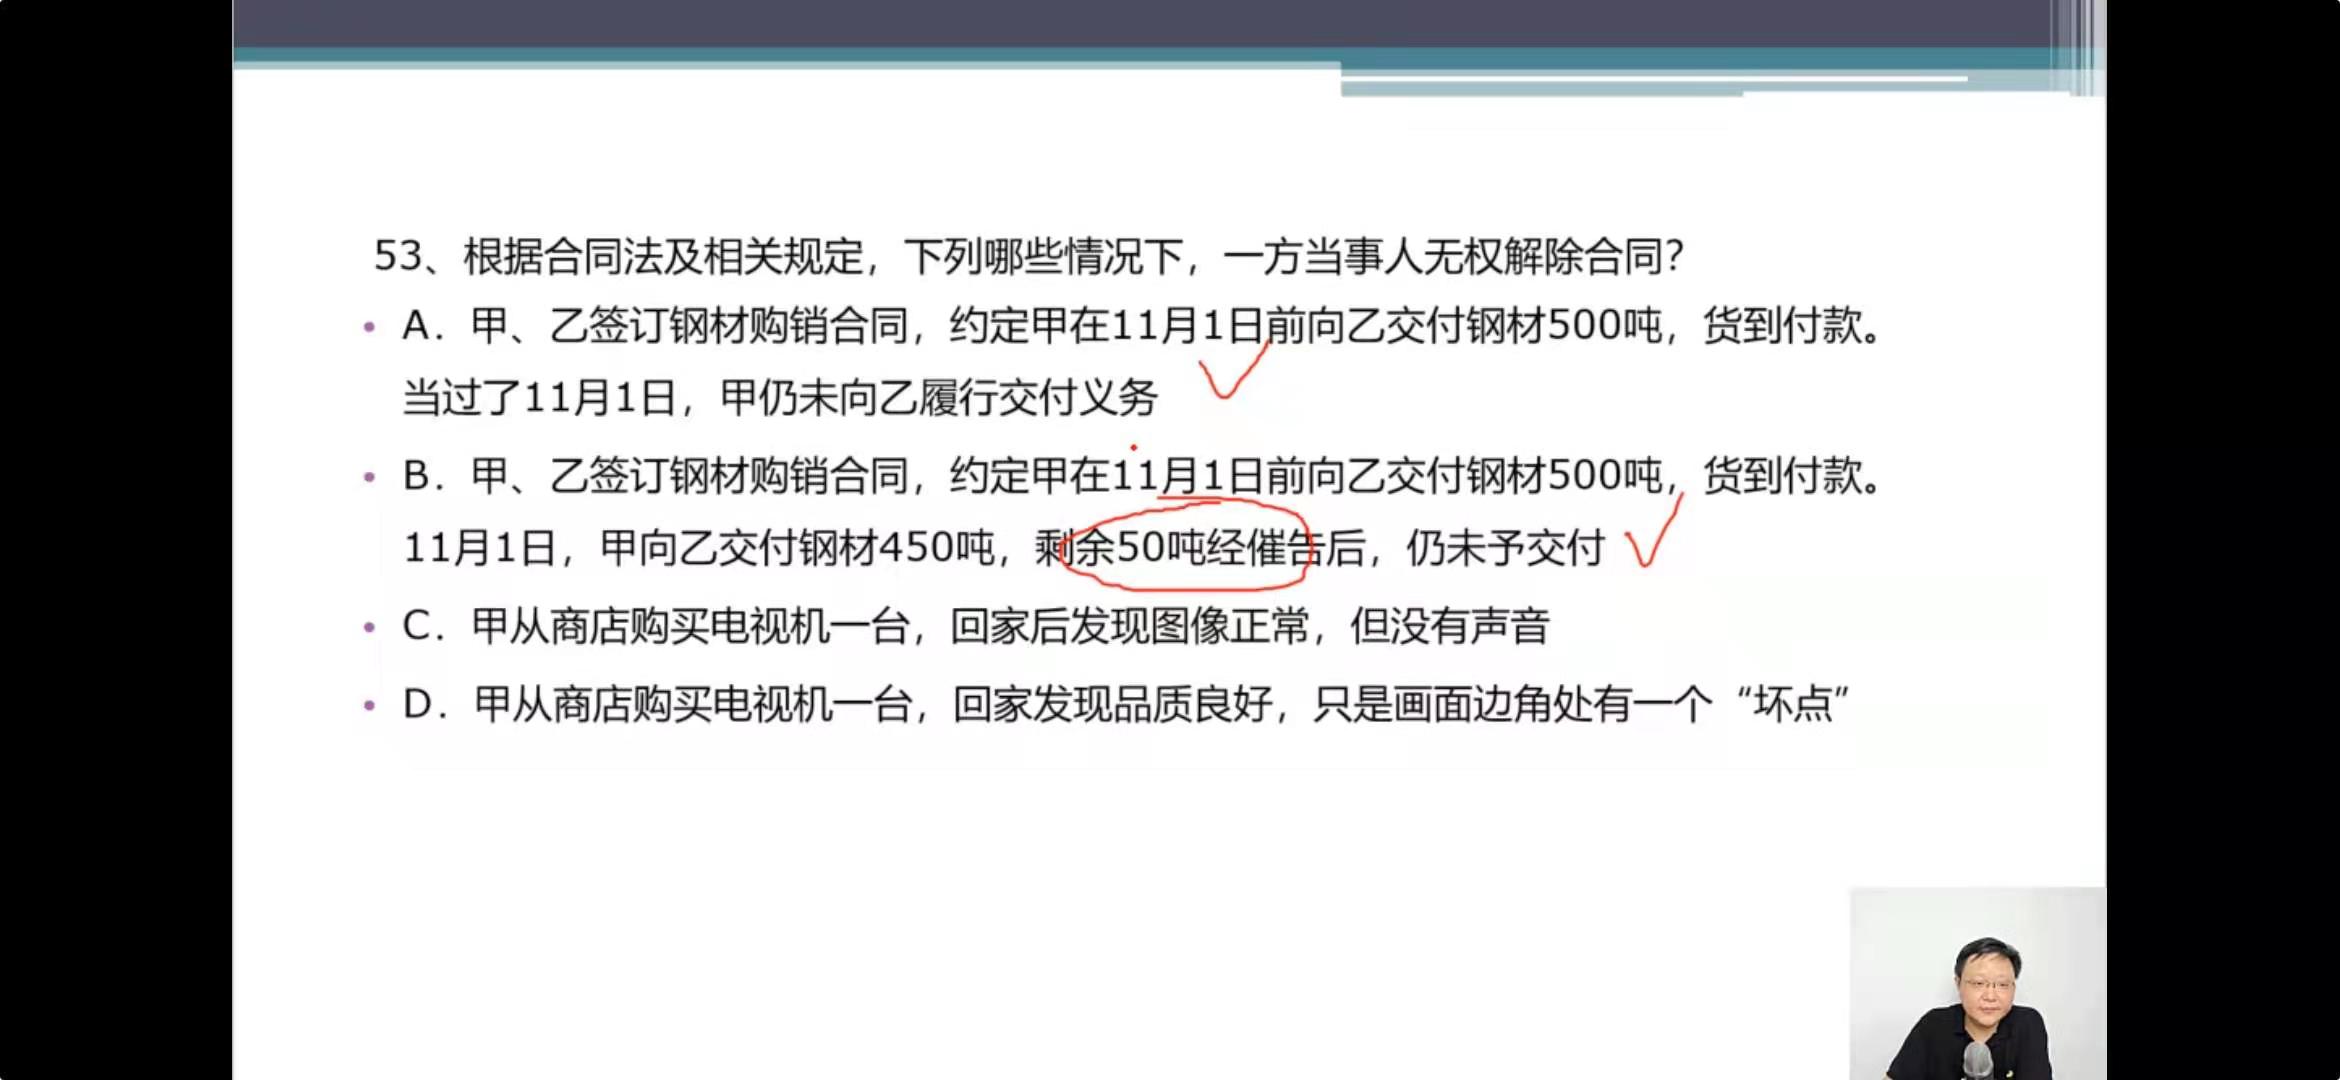 53、根据合同法及相关规定，下列哪些情况下，一方当事人无权解除合同？
• A．甲、乙签订钢材购销合同，约定甲在11月1日前向乙交付钢材500吨，货到付款。
当过了11月1日，甲仍未向乙履行交付义务
• B．甲、乙签订钢材购销合同，约定甲在11月1日前向乙交付钢材500吨，货到付款。
11月1日，甲向乙交付钢材450吨，剩余50吨经催告后，仍未予交付
• C．甲从商店购买电视机一台，回家后发现图像正常，但没有声音
• D．甲从商店购买电视机一台，回家发现品质良好，只是画面边角处有一个“坏点”